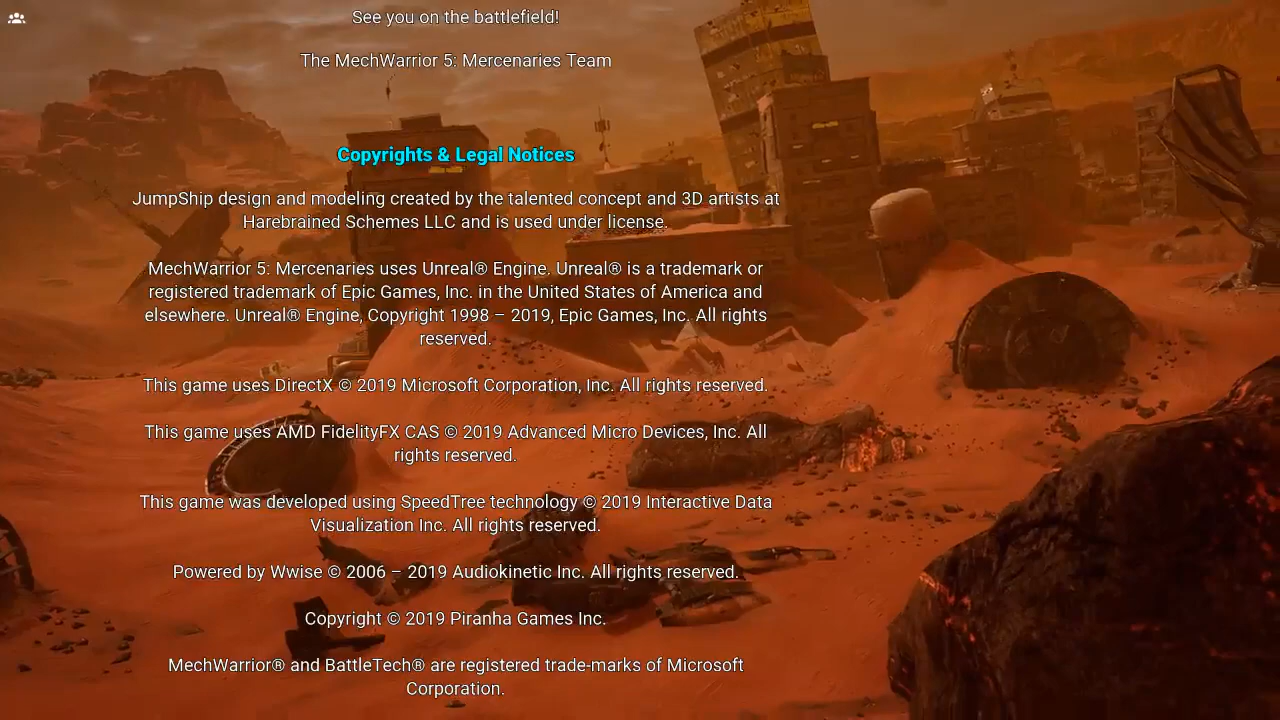 See you on the battlefield!
The MechWarrior 5: Mercenaries Team
Copyrights & Legal Notices
JumpShip design and modeling created by the talented concept and 3D artists at
Harebrained Schemes LLC and is used under license.
MechWarrior 5: Mercenaries uses Unreal® Engine. Unreal® is a trademark or
registered trademark of Epic Games, Inc. in the United States of America and
elsewhere. Unreal® Engine, Copyright 1998 – 2019, Epic Games, Inc. All rights
reserved.
This game uses DirectX © 2019 Microsoft Corporation, Inc. All rights reserved.
This game uses AMD FidelityFX CAS © 2019 Advanced Micro Devices, Inc. All
rights reserved.
This game was developed using SpeedTree technology © 2019 Interactive Data
Visualization Inc. All rights reserved.
Powered by Wwise © 2006 – 2019 Audiokinetic Inc. All rights reserved.
Copyright © 2019 Piranha Games Inc.
MechWarrior® and BattleTech® are registered trade-marks of Microsoft
Corporation.